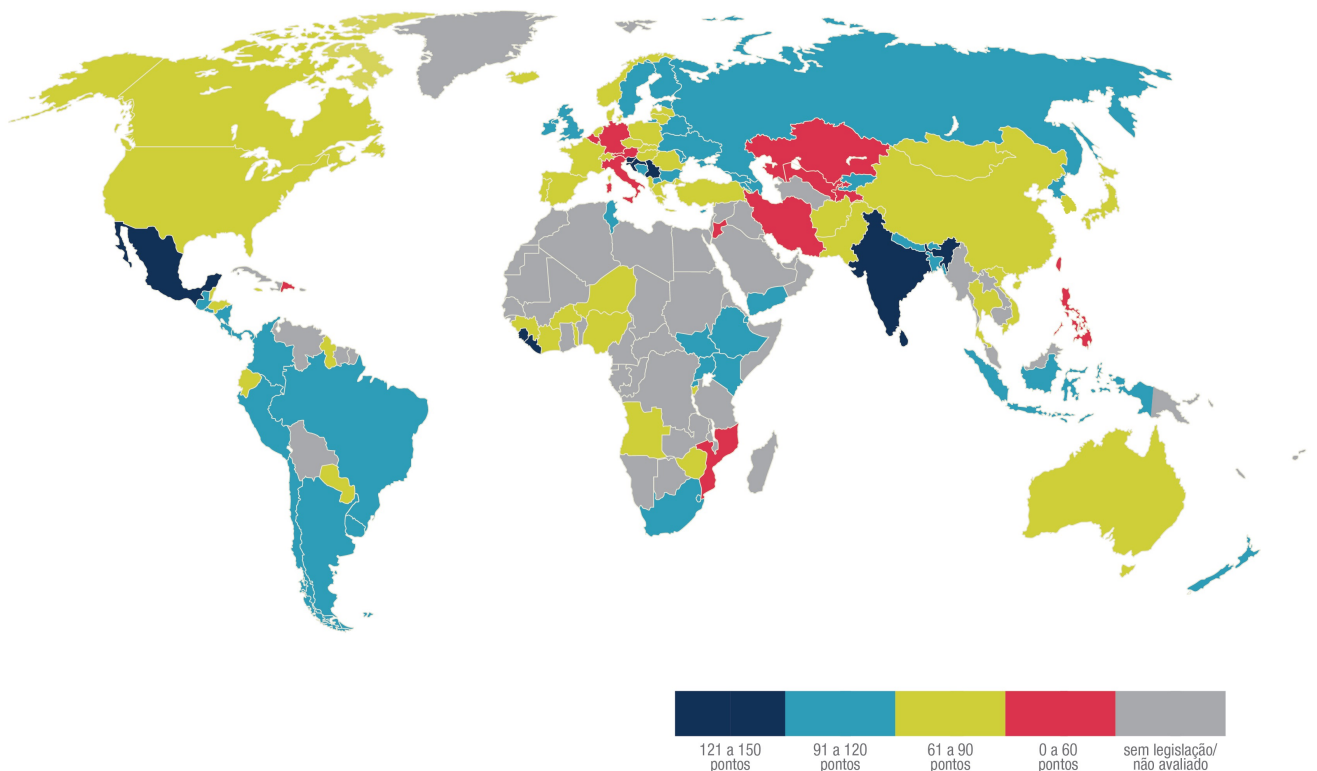 121 a 150
pontos
91 a 120
pontos
61 a 90
pontos
0 a 60
pontos
sem legislação/
não avaliado